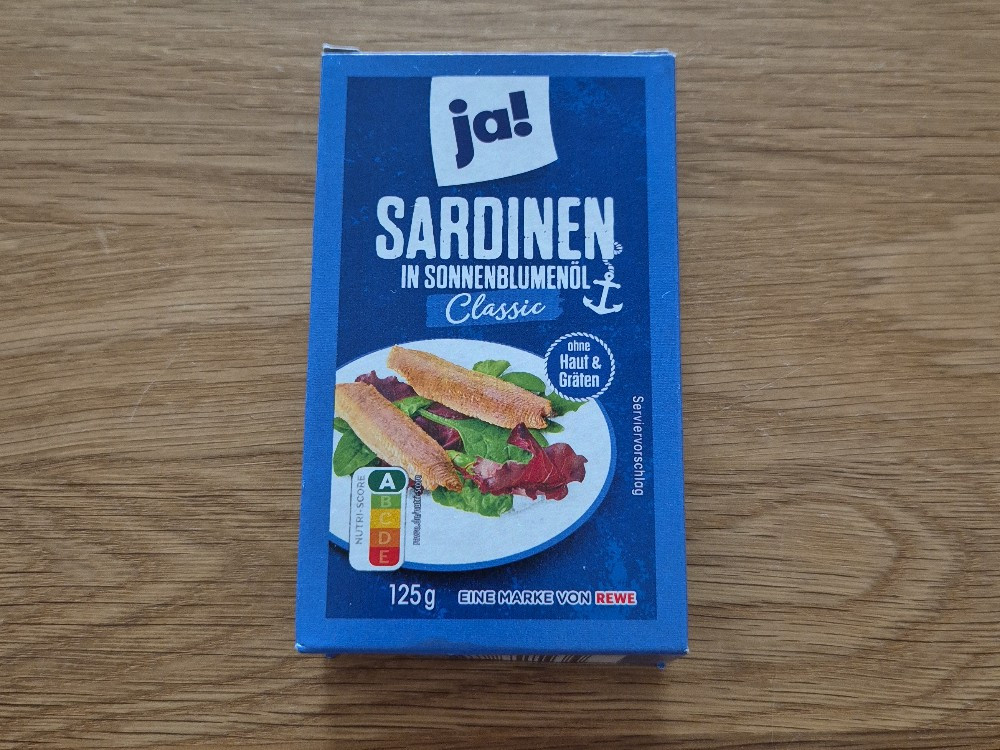 ja!
SARDINEN
IN SONNENBLUMENÖL
Classic
ohne
Haut &
Gräten
Serviervorschlag
NUTRI-SCORE
A
B
C
D
E
125g
EINE MARKE VON REWE